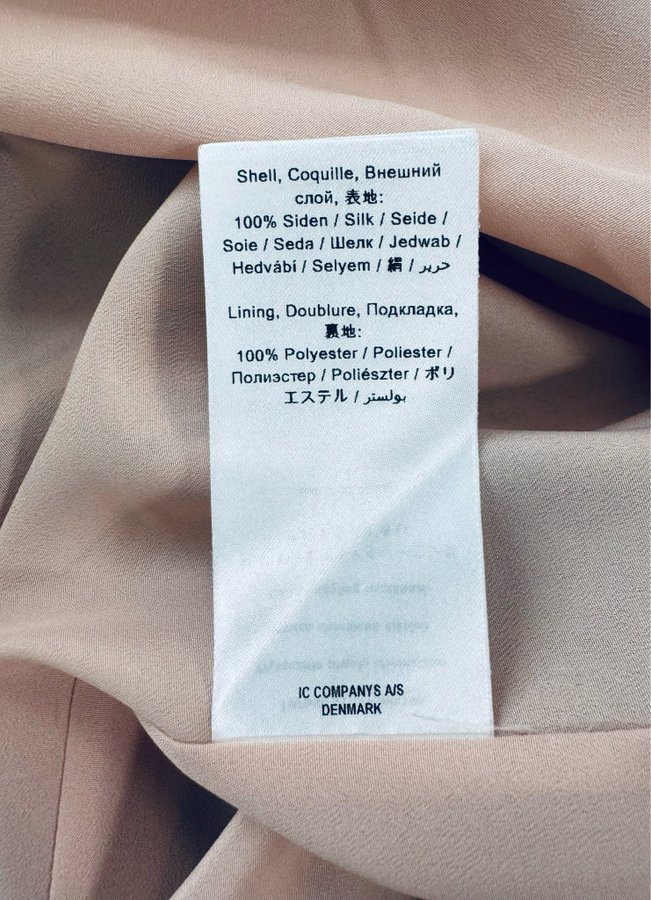 Shell, Coquille, Внешний
слой, 表地:
100% Siden / Silk / Seide /
Soie / Seda / Шелк / Jedwab /
Hedvábí / Selyem / 絹 / حرير
Lining, Doublure, Подкладка,
裏地:
100% Polyester / Poliester /
Полиэстер / Poliészter / ポリ
エステル / بولستر
IC COMPANYS A/S
DENMARK